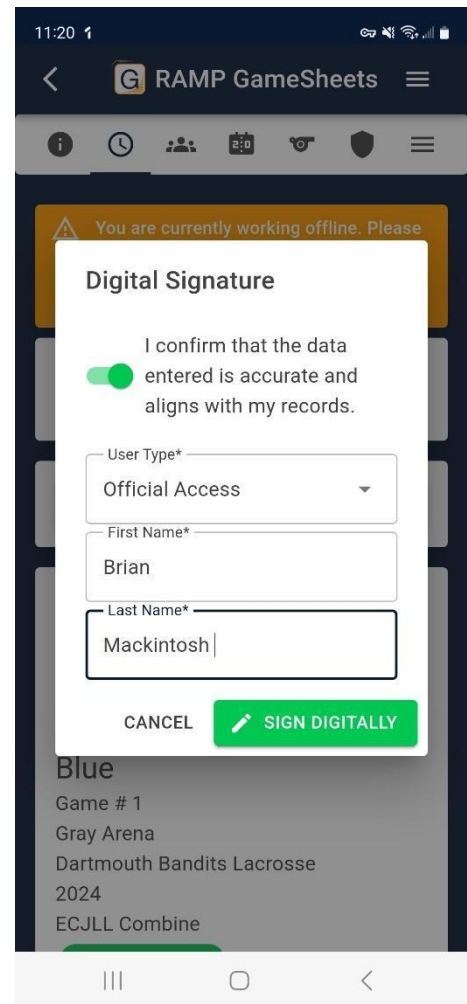 11:20
G RAMP GameSheets
You are currently working offline. Please
Digital Signature
I confirm that the data
entered is accurate and
aligns with my records.
User Type*
Official Access
First Name*
Brian
Last Name*
Mackintosh
CANCEL
SIGN DIGITALLY
Blue
Game # 1
Gray Arena
Dartmouth Bandits Lacrosse
2024
ECJLL Combine